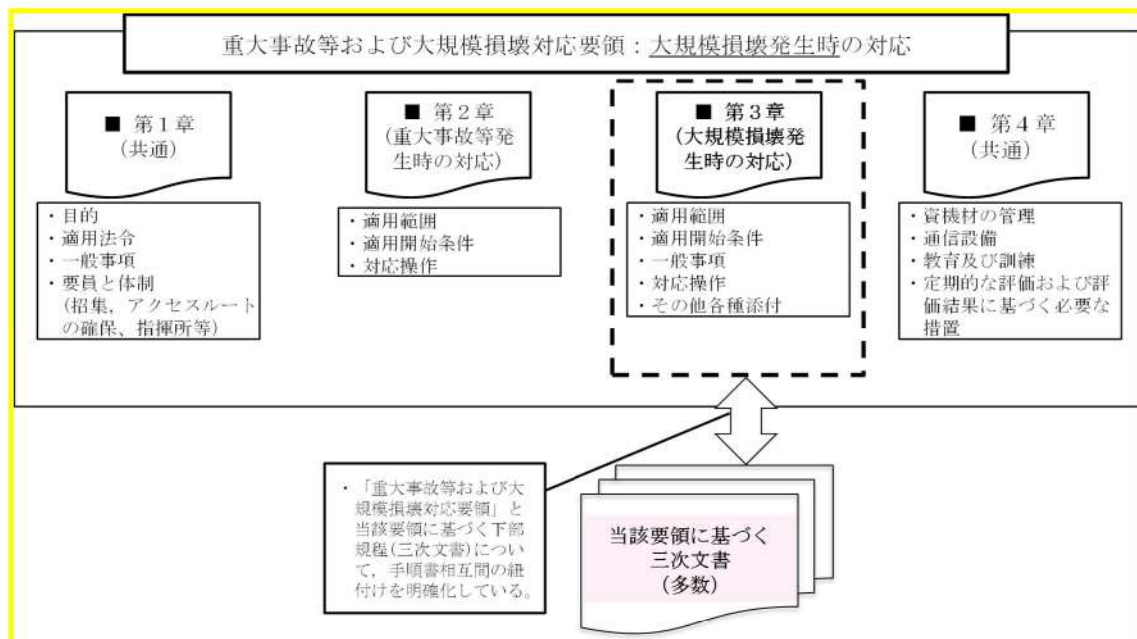 重大事故等および大規模損壊対応要領：大規模損壊発生時の対応
■ 第１章
(共通)
・目的
・適用法令
・一般事項
・要員と体制
(招集，アクセスルート
の確保、指揮所等)
■ 第２章
(重大事故等発
生時の対応)
・適用範囲
・適用開始条件
・対応操作
■ 第３章
(大規模損壊発
生時の対応)
・適用範囲
・適用開始条件
・一般事項
・対応操作
・その他各種添付
■ 第４章
(共通)
・資機材の管理
・通信設備
・教育及び訓練
・定期的な評価および評
価結果に基づく必要な
措置
・「重大事故等および大
規模損壊対応要領」と
当該要領に基づく下部
規程(三次文書)につい
て，手順書相互間の紐
付けを明確化している。
当該要領に基づく
三次文書
(多数)